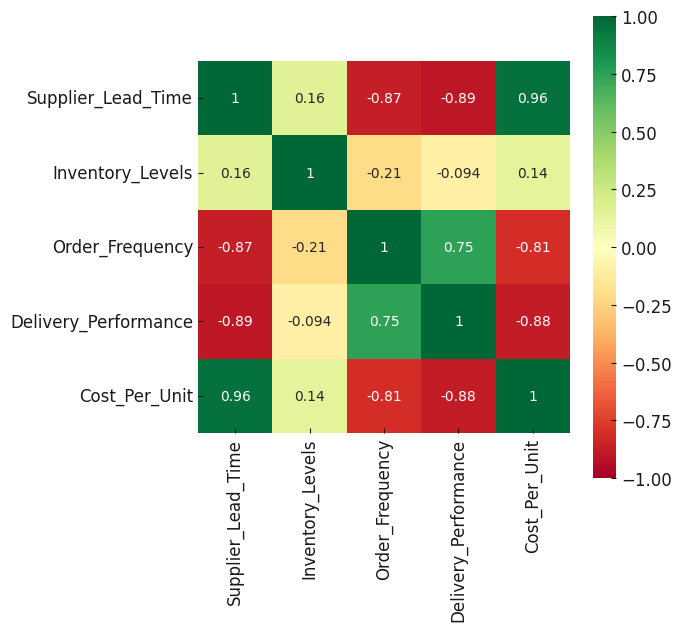 1.00
Supplier_Lead_Time 1 0.16 -0.87 -0.89 0.96
0.75
Inventory_Levels 0.16 1 -0.21 -0.094 0.14
0.50
0.25
Order_Frequency -0.87 -0.21 1 0.75 -0.81
0.00
−0.25
Delivery_Performance -0.89 -0.094 0.75 1 -0.88
−0.50
Cost_Per_Unit 0.96 0.14 -0.81 -0.88 1
−0.75
−1.00
Supplier_Lead_Time
Inventory_Levels
Order_Frequency
Delivery_Performance
Cost_Per_Unit